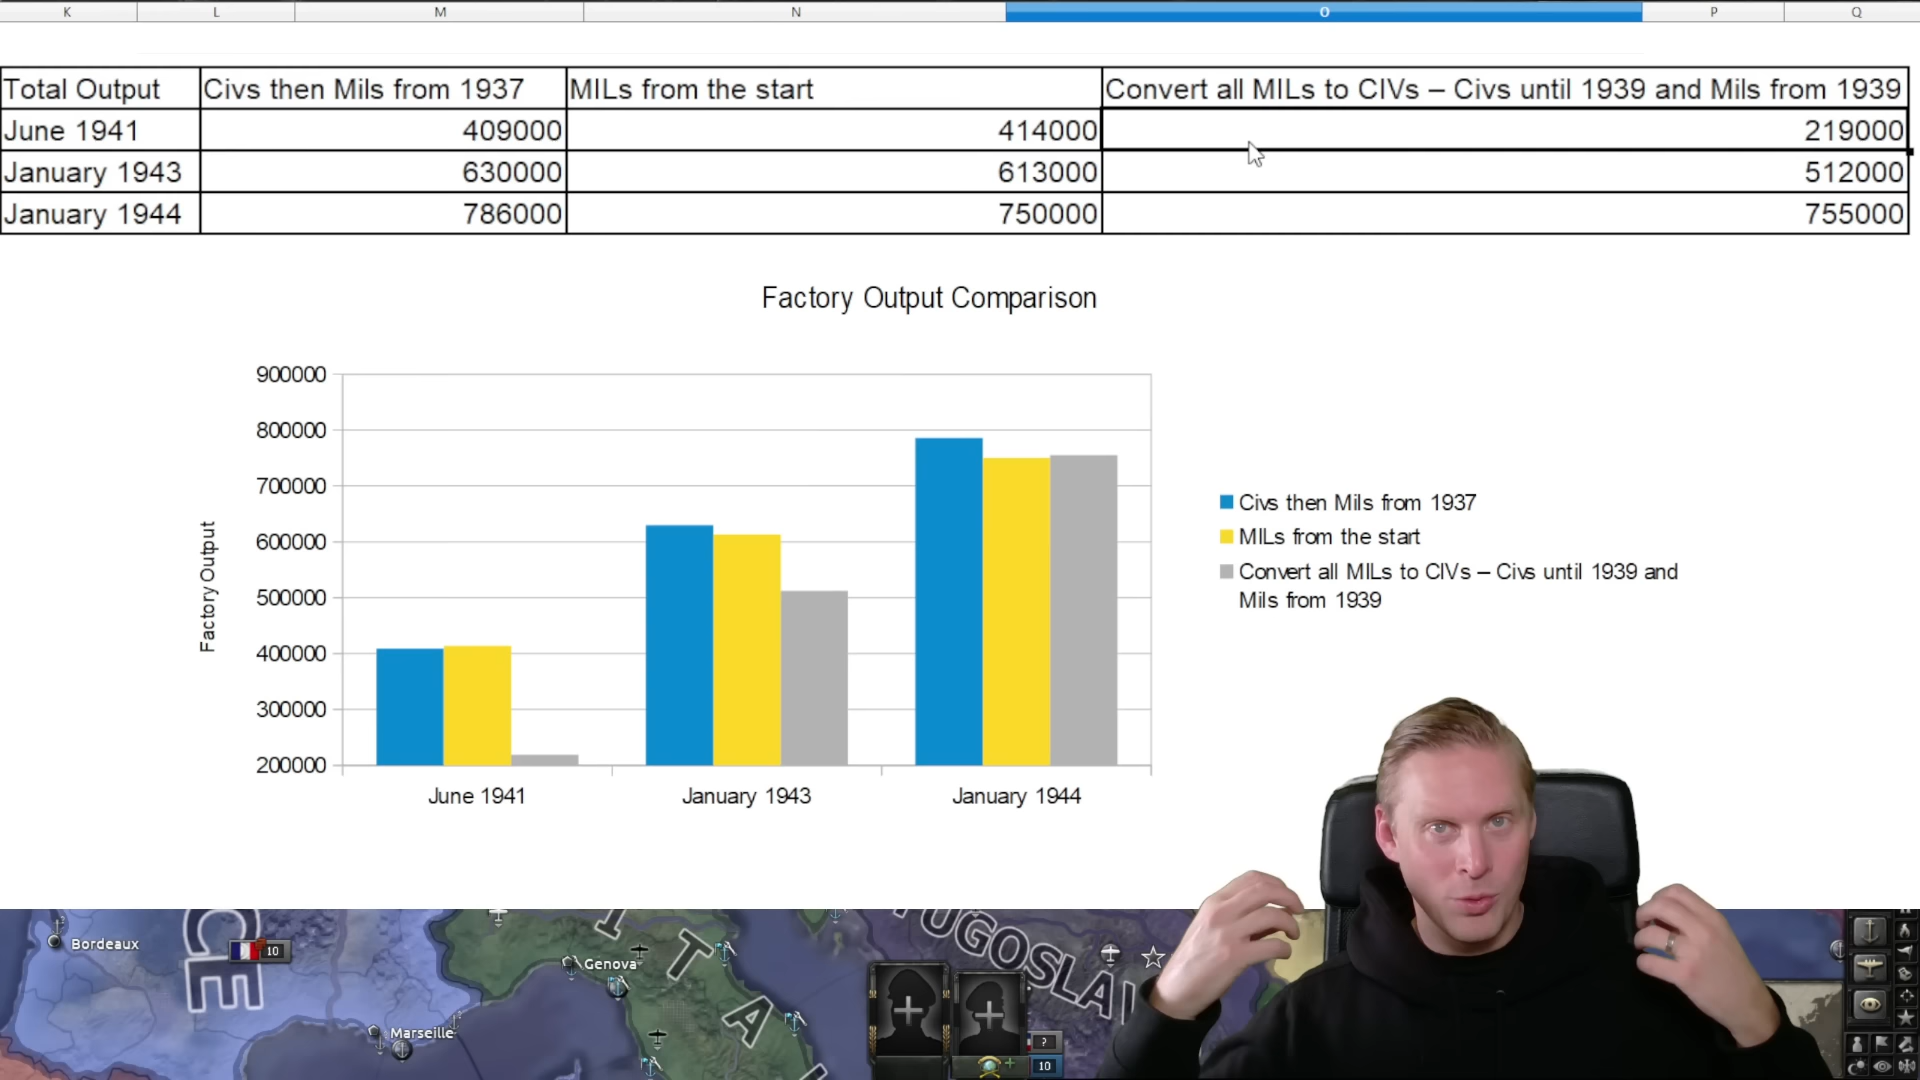 K L M N O P Q
Total Output Civs then Mils from 1937 MILs from the start Convert all MILs to CIVs – Civs until 1939 and Mils from 1939
June 1941 409000 414000 219000
January 1943 630000 613000 512000
January 1944 786000 750000 755000
Factory Output Comparison
900000
800000
700000
600000
500000
400000
300000
200000
Factory Output
June 1941 January 1943 January 1944
Civs then Mils from 1937
MILs from the start
Convert all MILs to CIVs – Civs until 1939 and
Mils from 1939
Bordeaux
CE
10
Genova
ITA
UGOSLA
Marseille
?
10